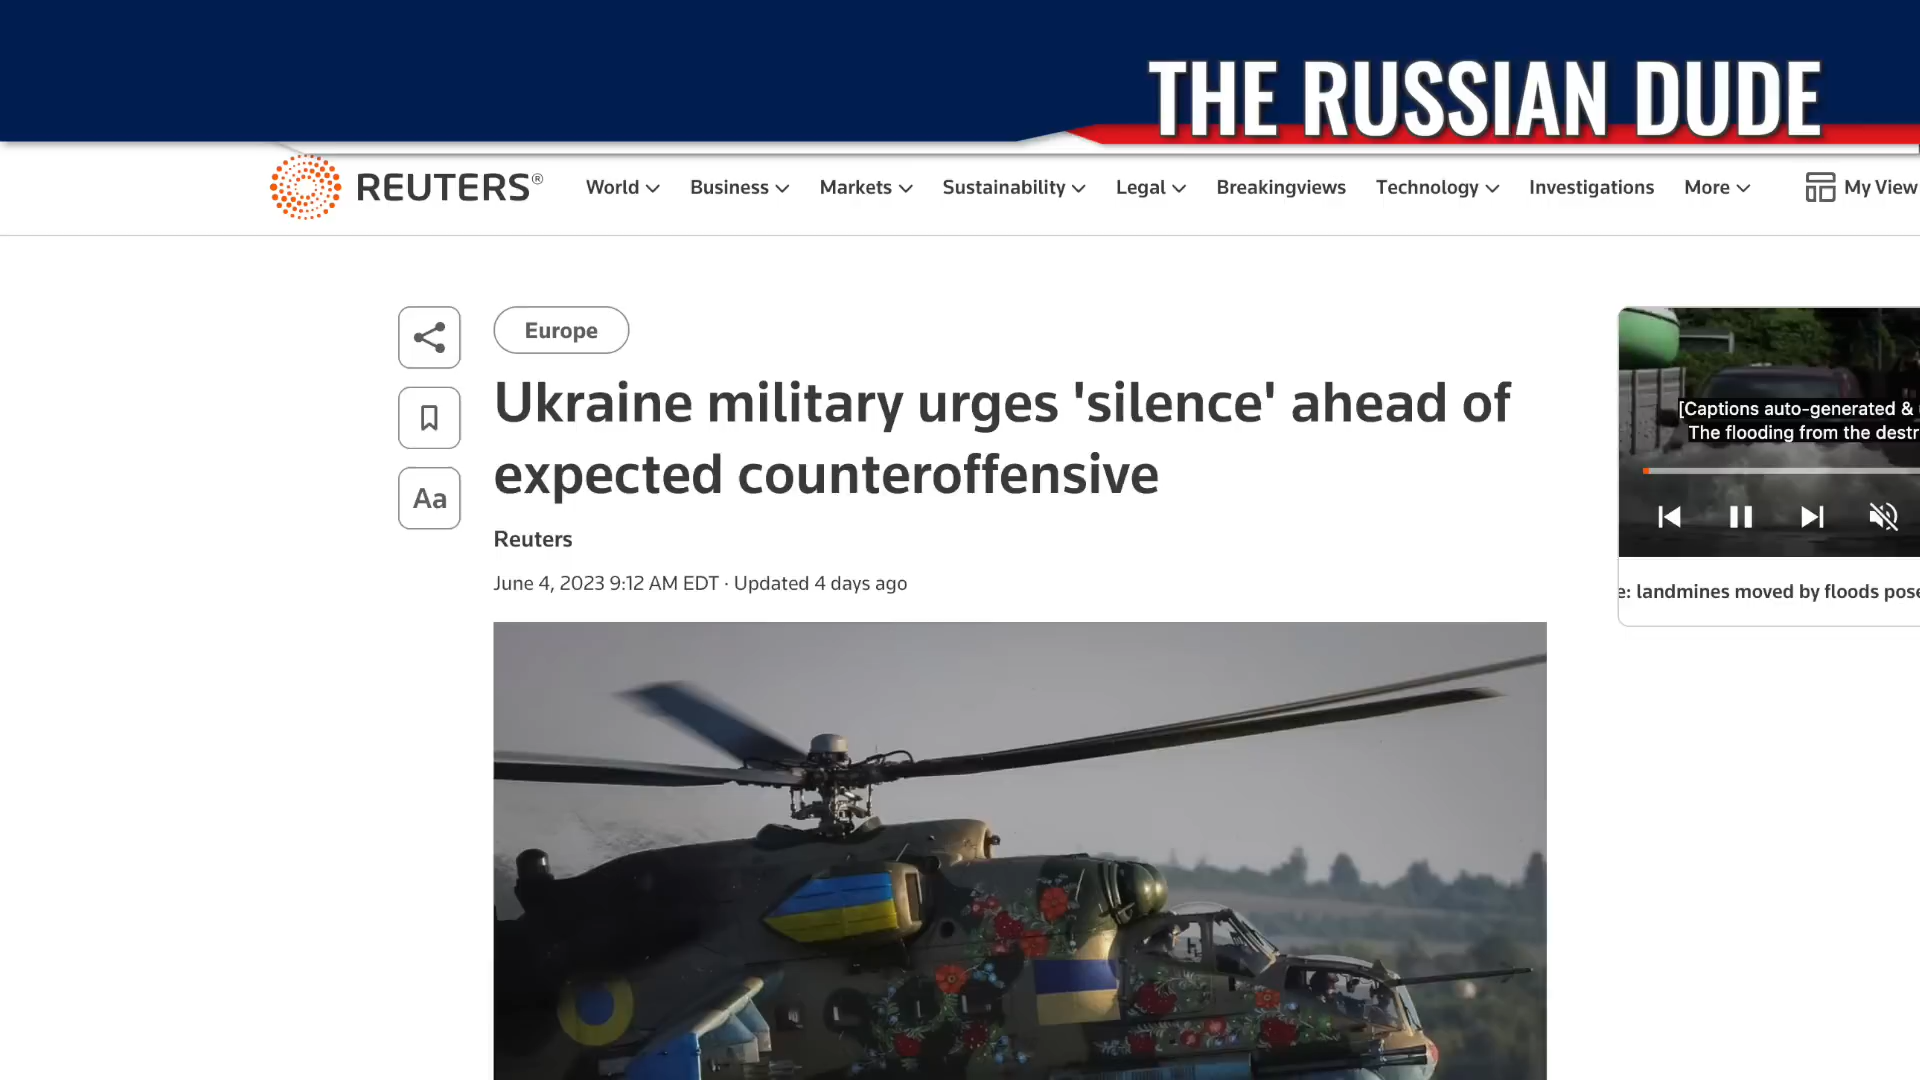 THE RUSSIAN DUDE
REUTERS®
World
Business
Markets
Sustainability
Legal
Breakingviews
Technology
Investigations
More
My View
Europe
Ukraine military urges 'silence' ahead of
expected counteroffensive
Aa
Reuters
June 4, 2023 9:12 AM EDT · Updated 4 days ago
[Captions auto-generated &
The flooding from the destr
e: landmines moved by floods pose